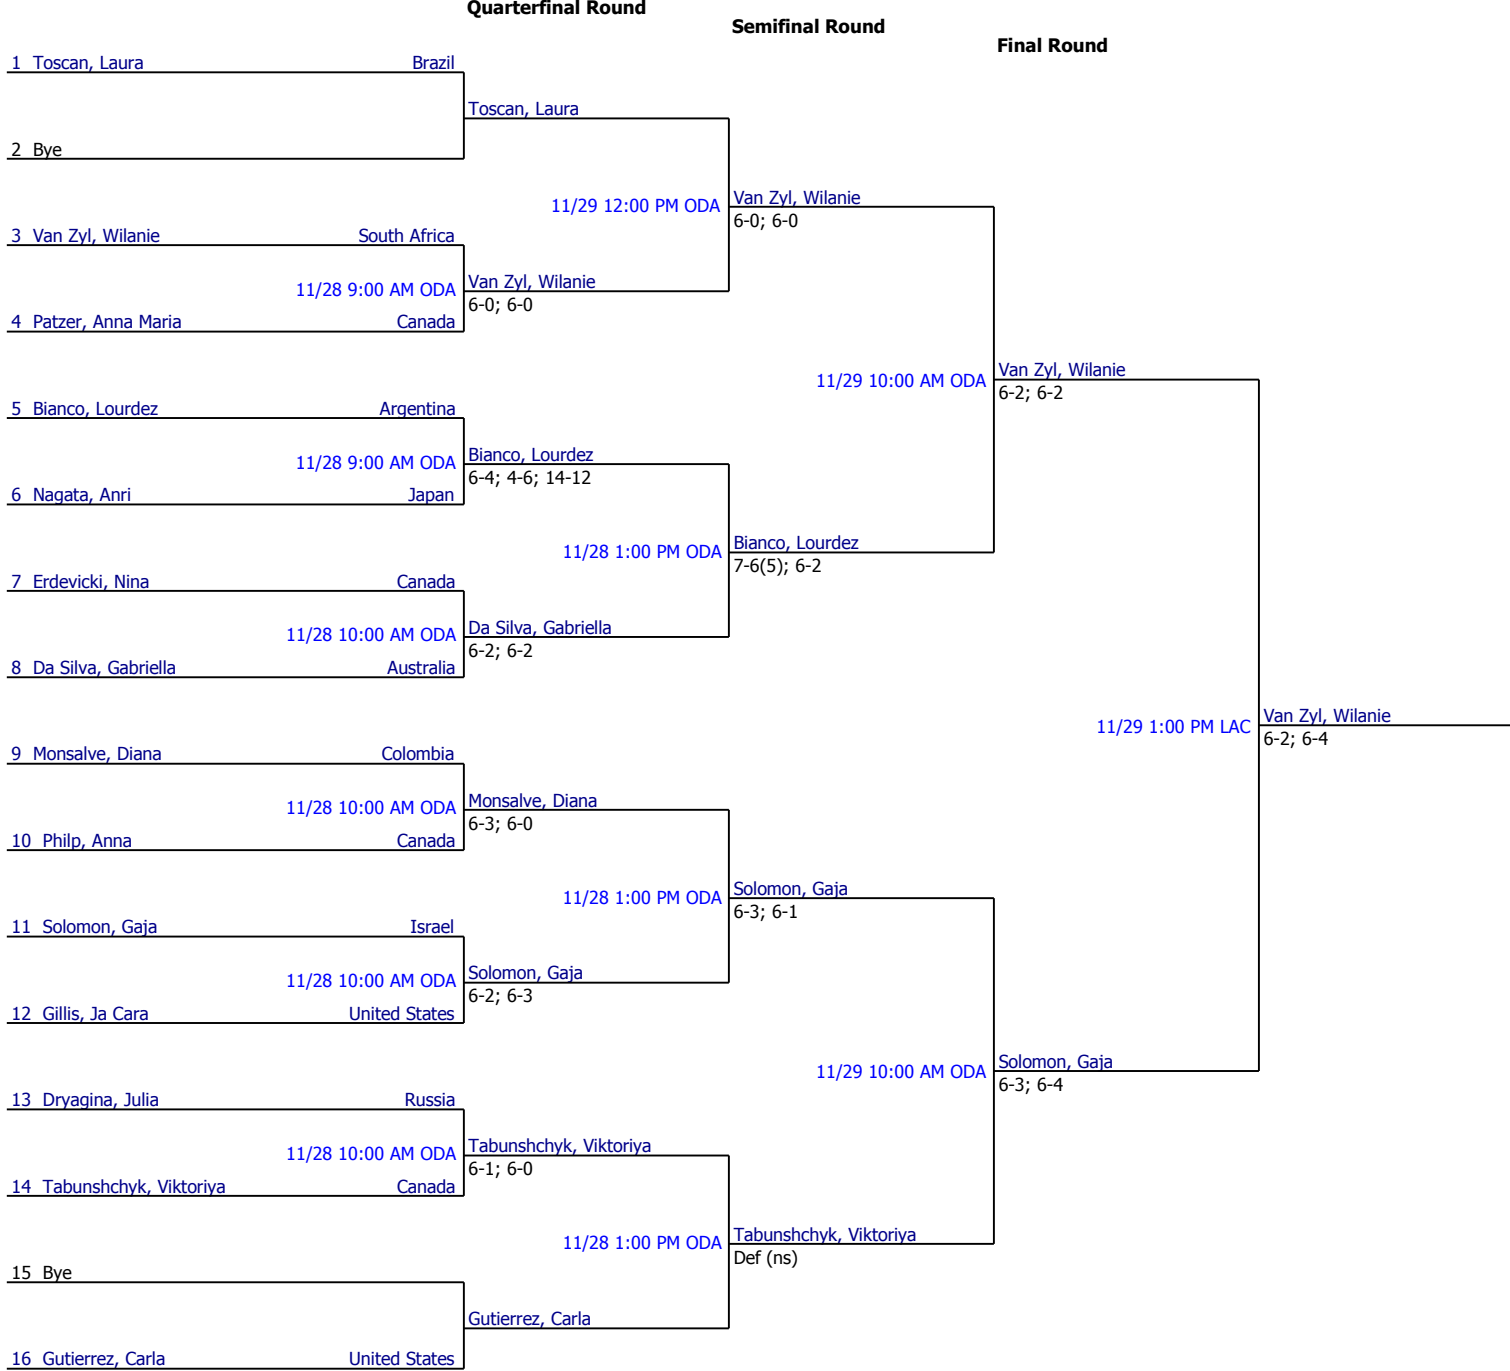 Quarterfinal Round
Semifinal Round
Final Round
1 Toscan, Laura Brazil
Toscan, Laura
2 Bye
11/29 12:00 PM ODA Van Zyl, Wilanie
6-0; 6-0
3 Van Zyl, Wilanie South Africa
11/28 9:00 AM ODA Van Zyl, Wilanie
6-0; 6-0
4 Patzer, Anna Maria Canada
11/29 10:00 AM ODA Van Zyl, Wilanie
6-2; 6-2
5 Bianco, Lourdez Argentina
11/28 9:00 AM ODA Bianco, Lourdez
6-4; 4-6; 14-12
6 Nagata, Anri Japan
11/28 1:00 PM ODA Bianco, Lourdez
7-6(5); 6-2
7 Erdevicki, Nina Canada
11/28 10:00 AM ODA Da Silva, Gabriella
6-2; 6-2
8 Da Silva, Gabriella Australia
11/29 1:00 PM LAC Van Zyl, Wilanie
6-2; 6-4
9 Monsalve, Diana Colombia
11/28 10:00 AM ODA Monsalve, Diana
6-3; 6-0
10 Philp, Anna Canada
11/28 1:00 PM ODA Solomon, Gaja
6-3; 6-1
11 Solomon, Gaja Israel
11/28 10:00 AM ODA Solomon, Gaja
6-2; 6-3
12 Gillis, Ja Cara United States
11/29 10:00 AM ODA Solomon, Gaja
6-3; 6-4
13 Dryagina, Julia Russia
11/28 10:00 AM ODA Tabunshchyk, Viktoriya
6-1; 6-0
14 Tabunshchyk, Viktoriya Canada
11/28 1:00 PM ODA Tabunshchyk, Viktoriya
Def (ns)
15 Bye
Gutierrez, Carla
16 Gutierrez, Carla United States